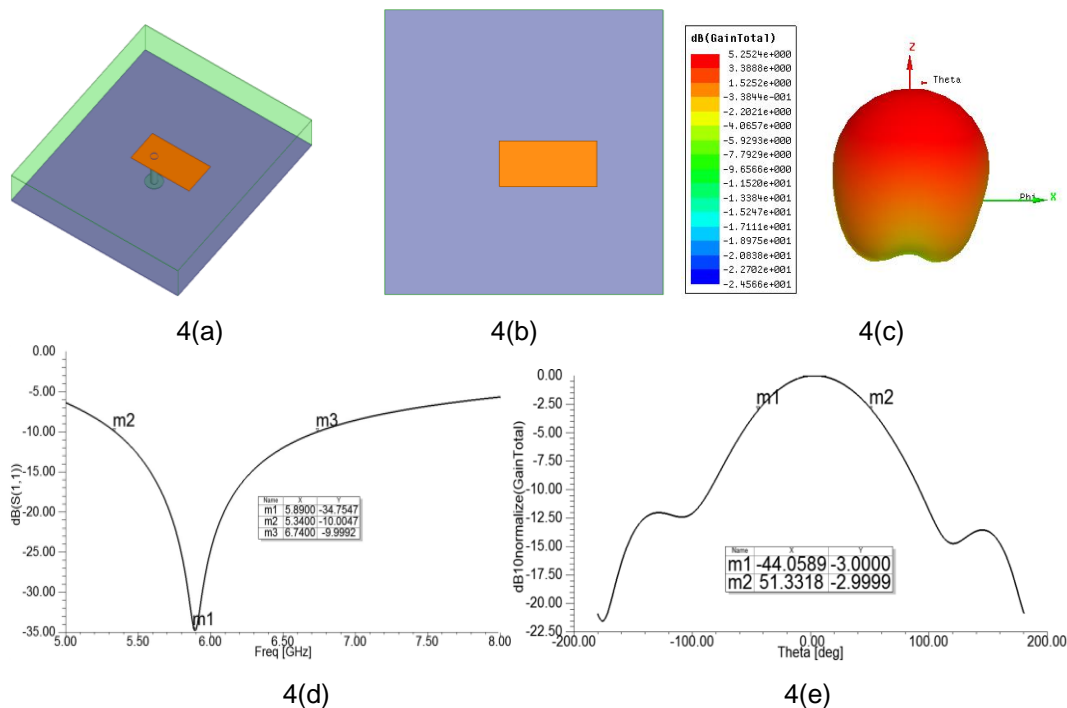 dB(GainTotal)
5.2524e+000
3.3888e+000
1.5252e+000
-3.3844e-001
-2.2021e+000
-4.0657e+000
-5.9293e+000
-7.7929e+000
-9.6566e+000
-1.1520e+001
-1.3384e+001
-1.5247e+001
-1.7111e+001
-1.8975e+001
-2.0838e+001
-2.2702e+001
-2.4566e+001
Z
Theta
Phi
X
4(a)
4(b)
4(c)
0.00
-5.00
-10.00
-15.00
-20.00
-25.00
-30.00
-35.00
dB(S(1,1))
m2
m3
m1
Name X Y
m1 5.8900 -34.7547
m2 5.3400 -10.0047
m3 6.7400 -9.9992
5.00 5.50 6.00 6.50 7.00 7.50 8.00
Freq [GHz]
4(d)
0.00
-2.50
-5.00
-7.50
-10.00
-12.50
-15.00
-17.50
-20.00
-22.50
dB10normalize(GainTotal)
m1
m2
Name X Y
m1 -44.0589 -3.0000
m2 51.3318 -2.9999
-200.00 -100.00 0.00 100.00 200.00
Theta [deg]
4(e)